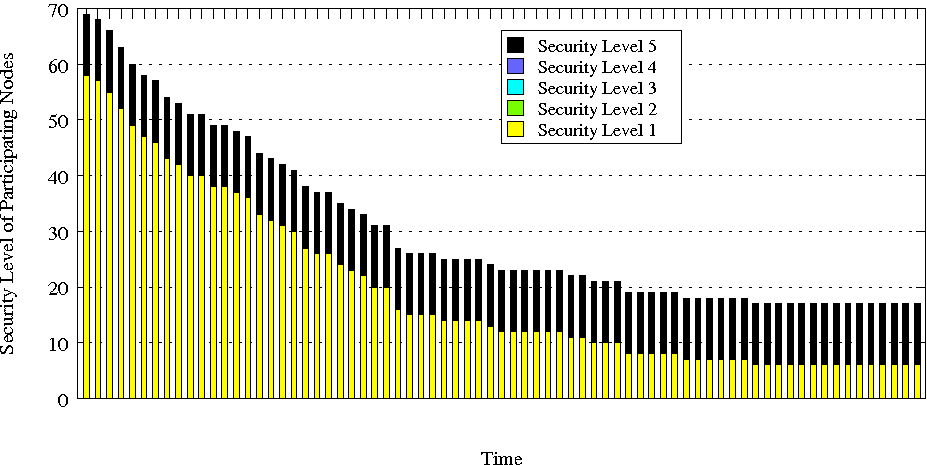 70
60
50
40
30
20
10
0
Security Level of Participating Nodes
Security Level 5
Security Level 4
Security Level 3
Security Level 2
Security Level 1
Time